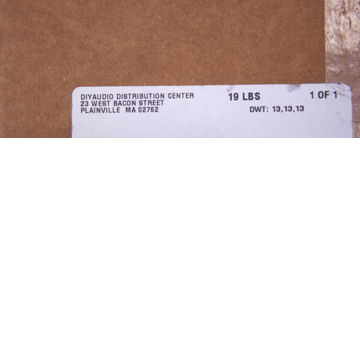 DIYAUDIO DISTRIBUTION CENTER
23 WEST BACON STREET
PLAINVILLE MA 02762
19 LBS
1 OF 1
DWT: 13,13,13